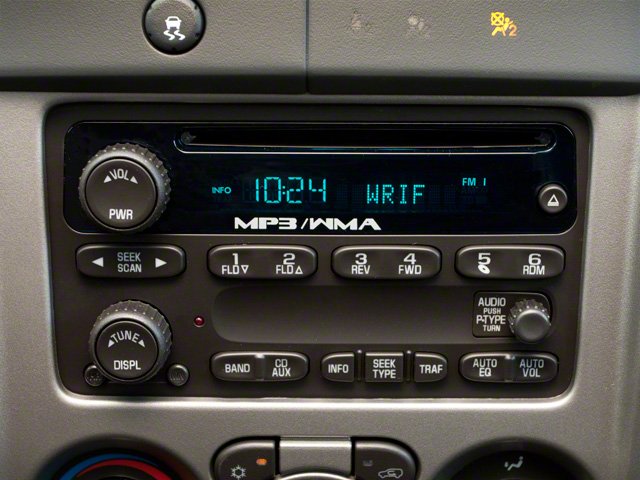 2
VOL
PWR
INFO 10:24 WRIF FM 1
MP3/WMA
SEEK
SCAN
1
FLD
2
FLD
3
REV
4
FWD
5
6
RDM
AUDIO
PUSH
P-TYPE
TURN
TUNE
DISPL
BAND
CD
AUX
INFO
SEEK
TYPE
TRAF
AUTO
EQ
AUTO
VOL